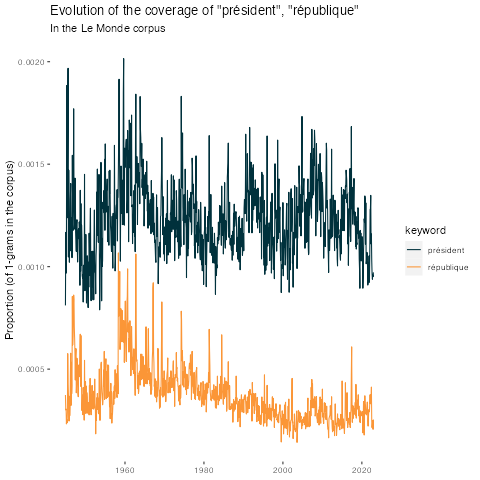 Evolution of the coverage of "président", "république"
In the Le Monde corpus
Proportion (of 1-grams in the corpus)
0.0020
0.0015
0.0010
0.0005
1960
1980
2000
2020
keyword
président
république